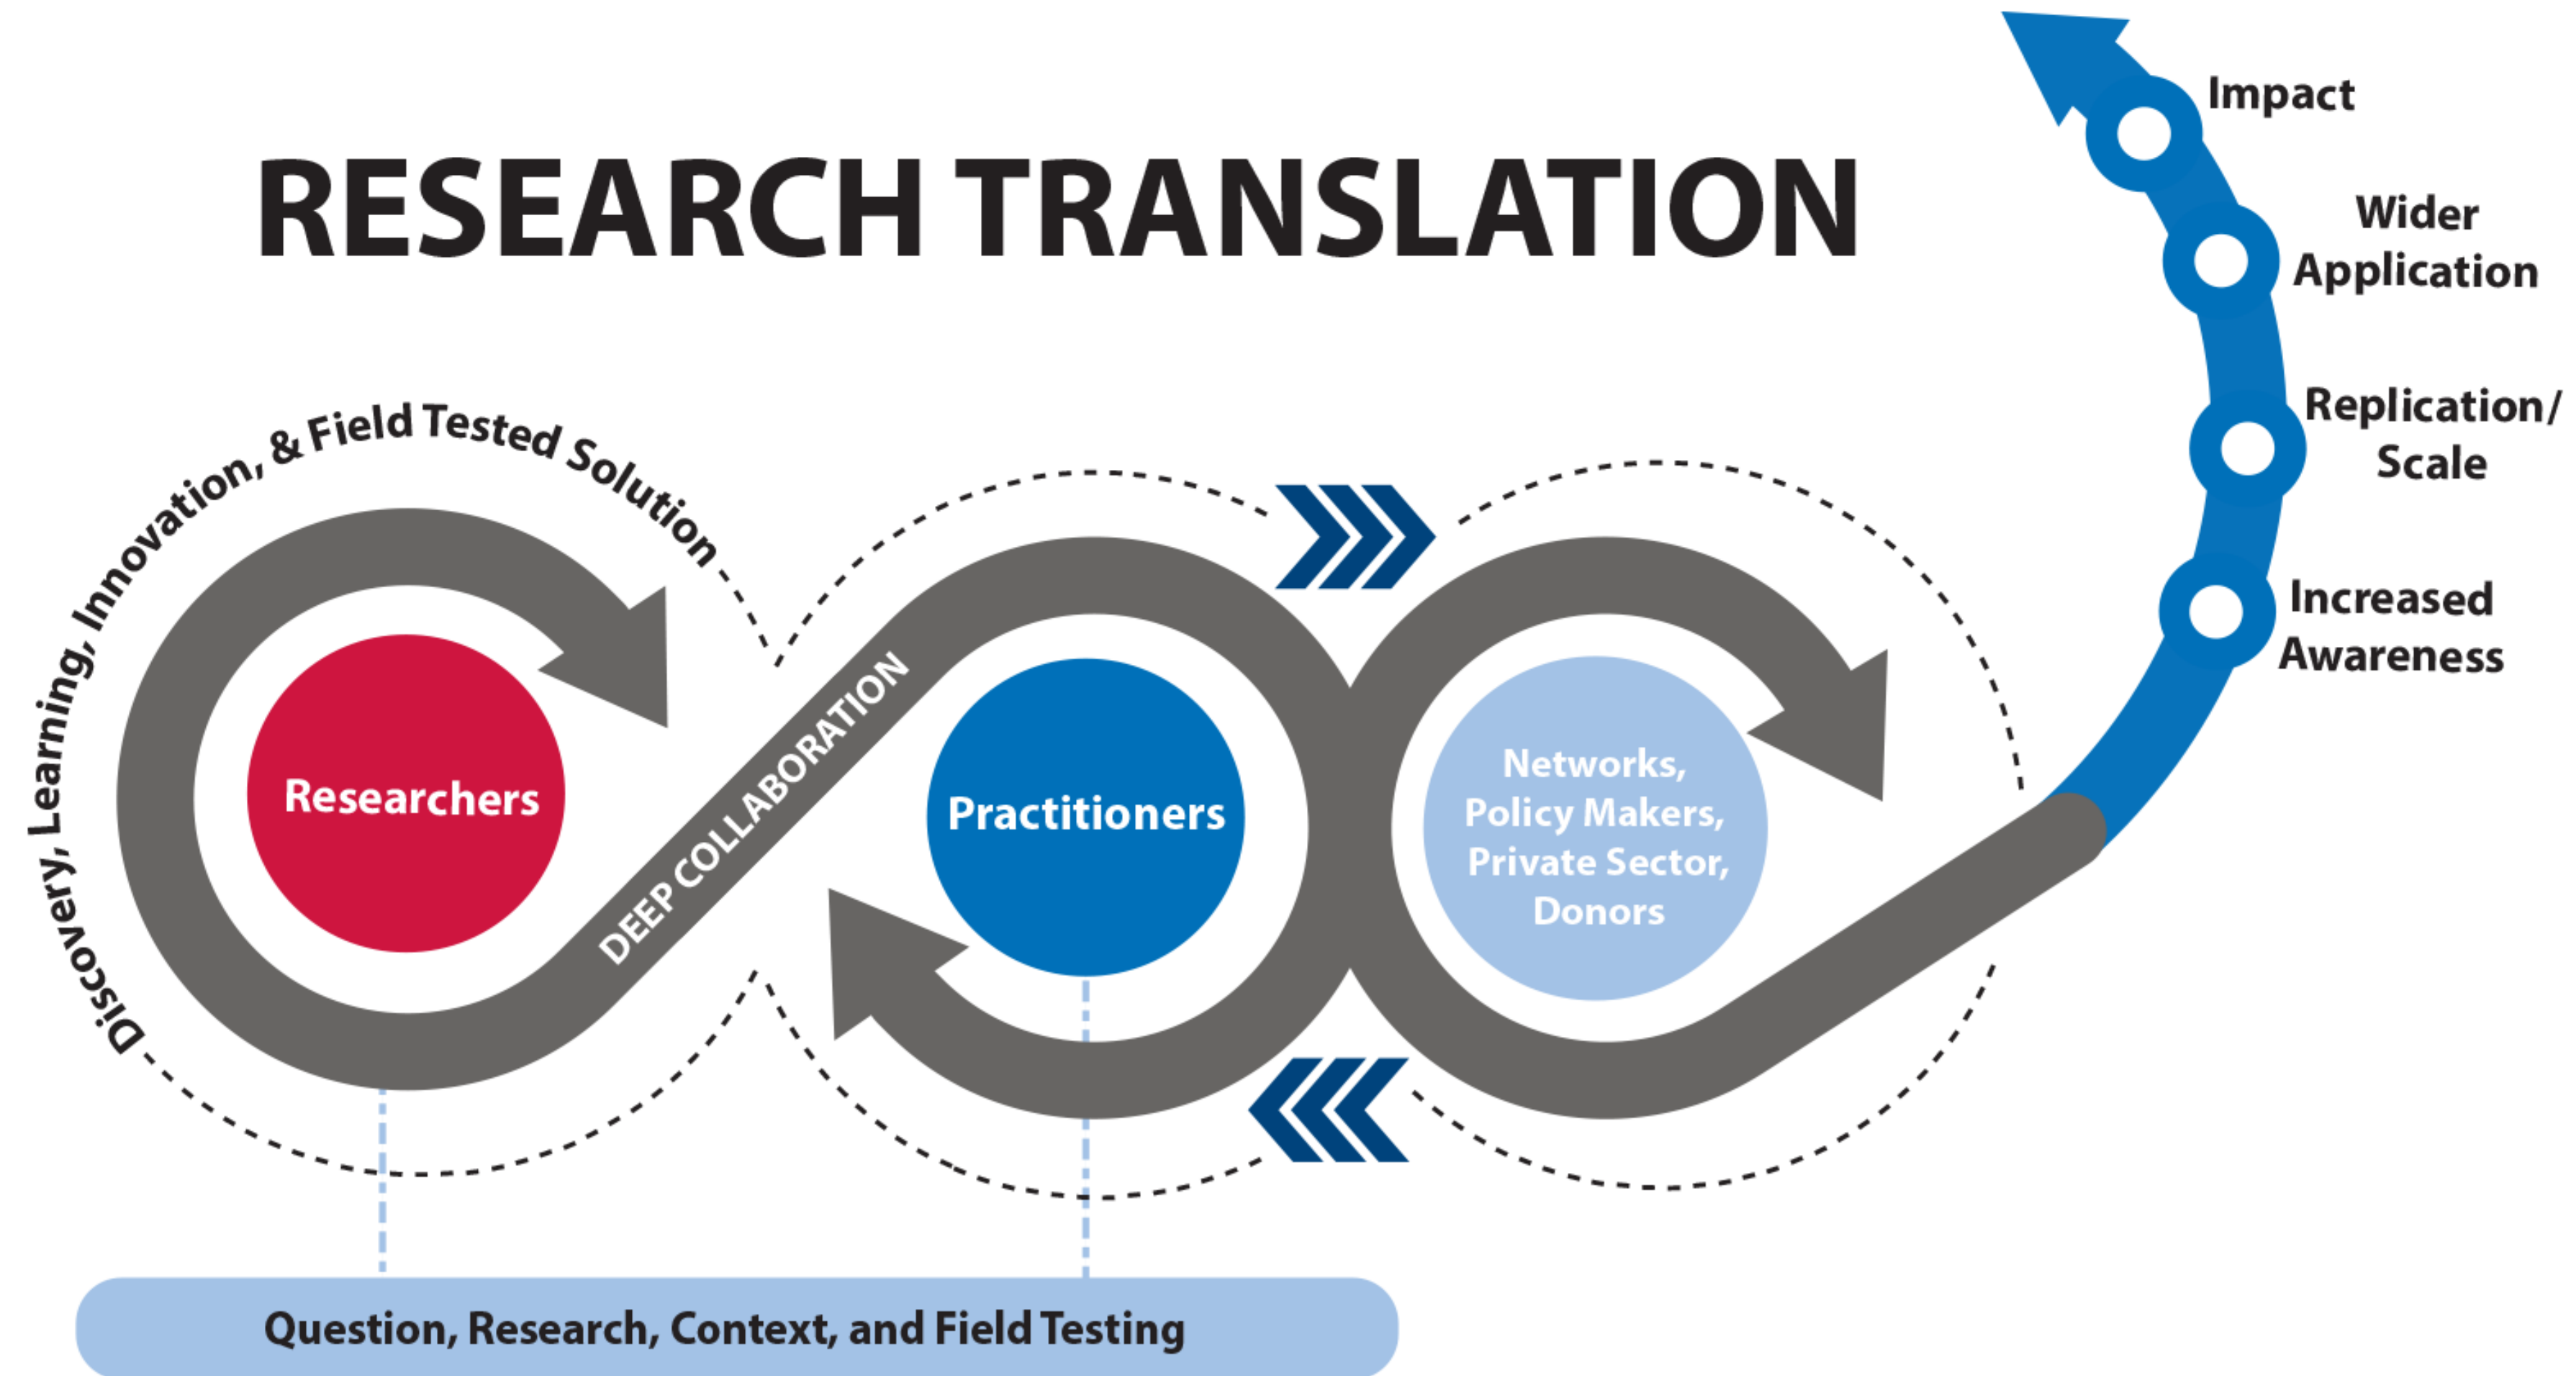 RESEARCH TRANSLATION
Impact
Wider
Application
Replication/
Scale
Increased
Awareness
Discovery, Learning, Innovation, & Field Tested Solution
Researchers
DEEP COLLABORATION
Practitioners
Networks,
Policy Makers,
Private Sector,
Donors
Question, Research, Context, and Field Testing